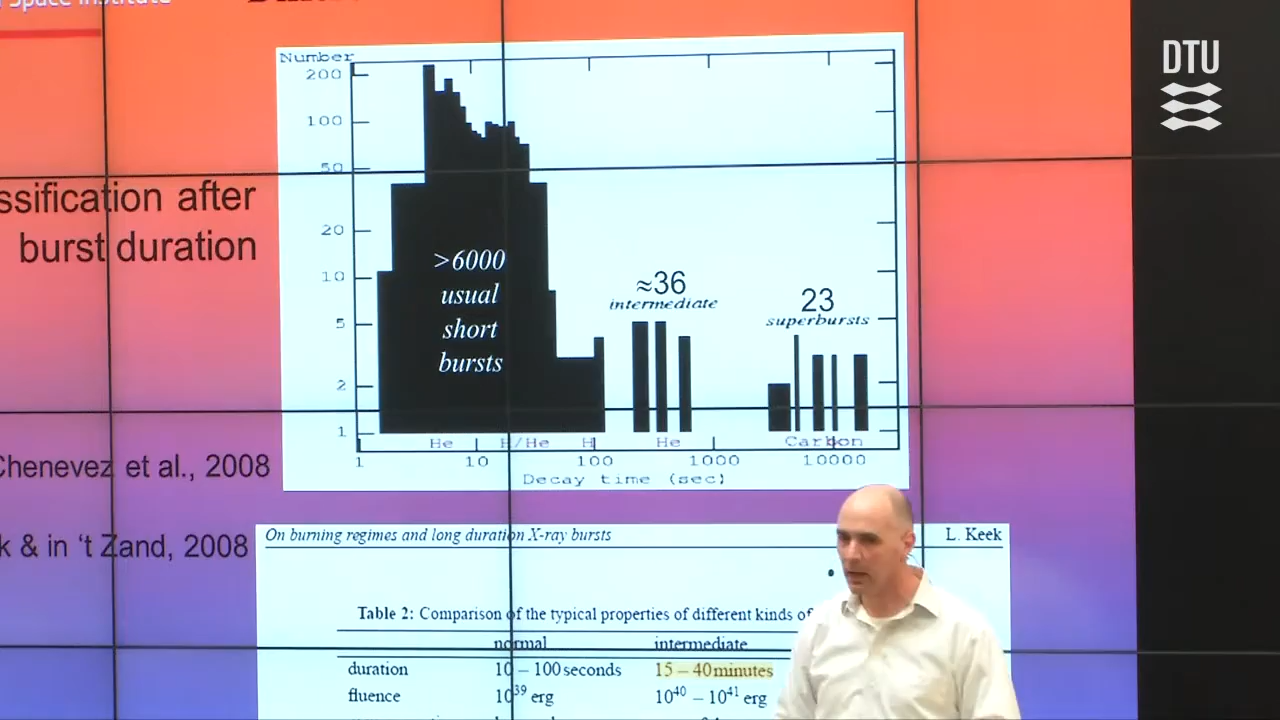 Space Institute
DTU
Number
200
100
50
20
10
5
2
1
>6000
usual
short
bursts
≈36
intermediate
23
superbursts
He H/He H He Carbon
1 10 100 1000 10000
Decay time (sec)
ssification after
burst duration
Chenevez et al., 2008
k & in ‘t Zand, 2008
On burning regimes and long duration X-ray bursts L. Keek
Table 2: Comparison of the typical properties of different kinds of
normal intermediate
duration 10 – 100 seconds 15 – 40 minutes
fluence 10³⁹ erg 10⁴⁰ – 10⁴¹ erg